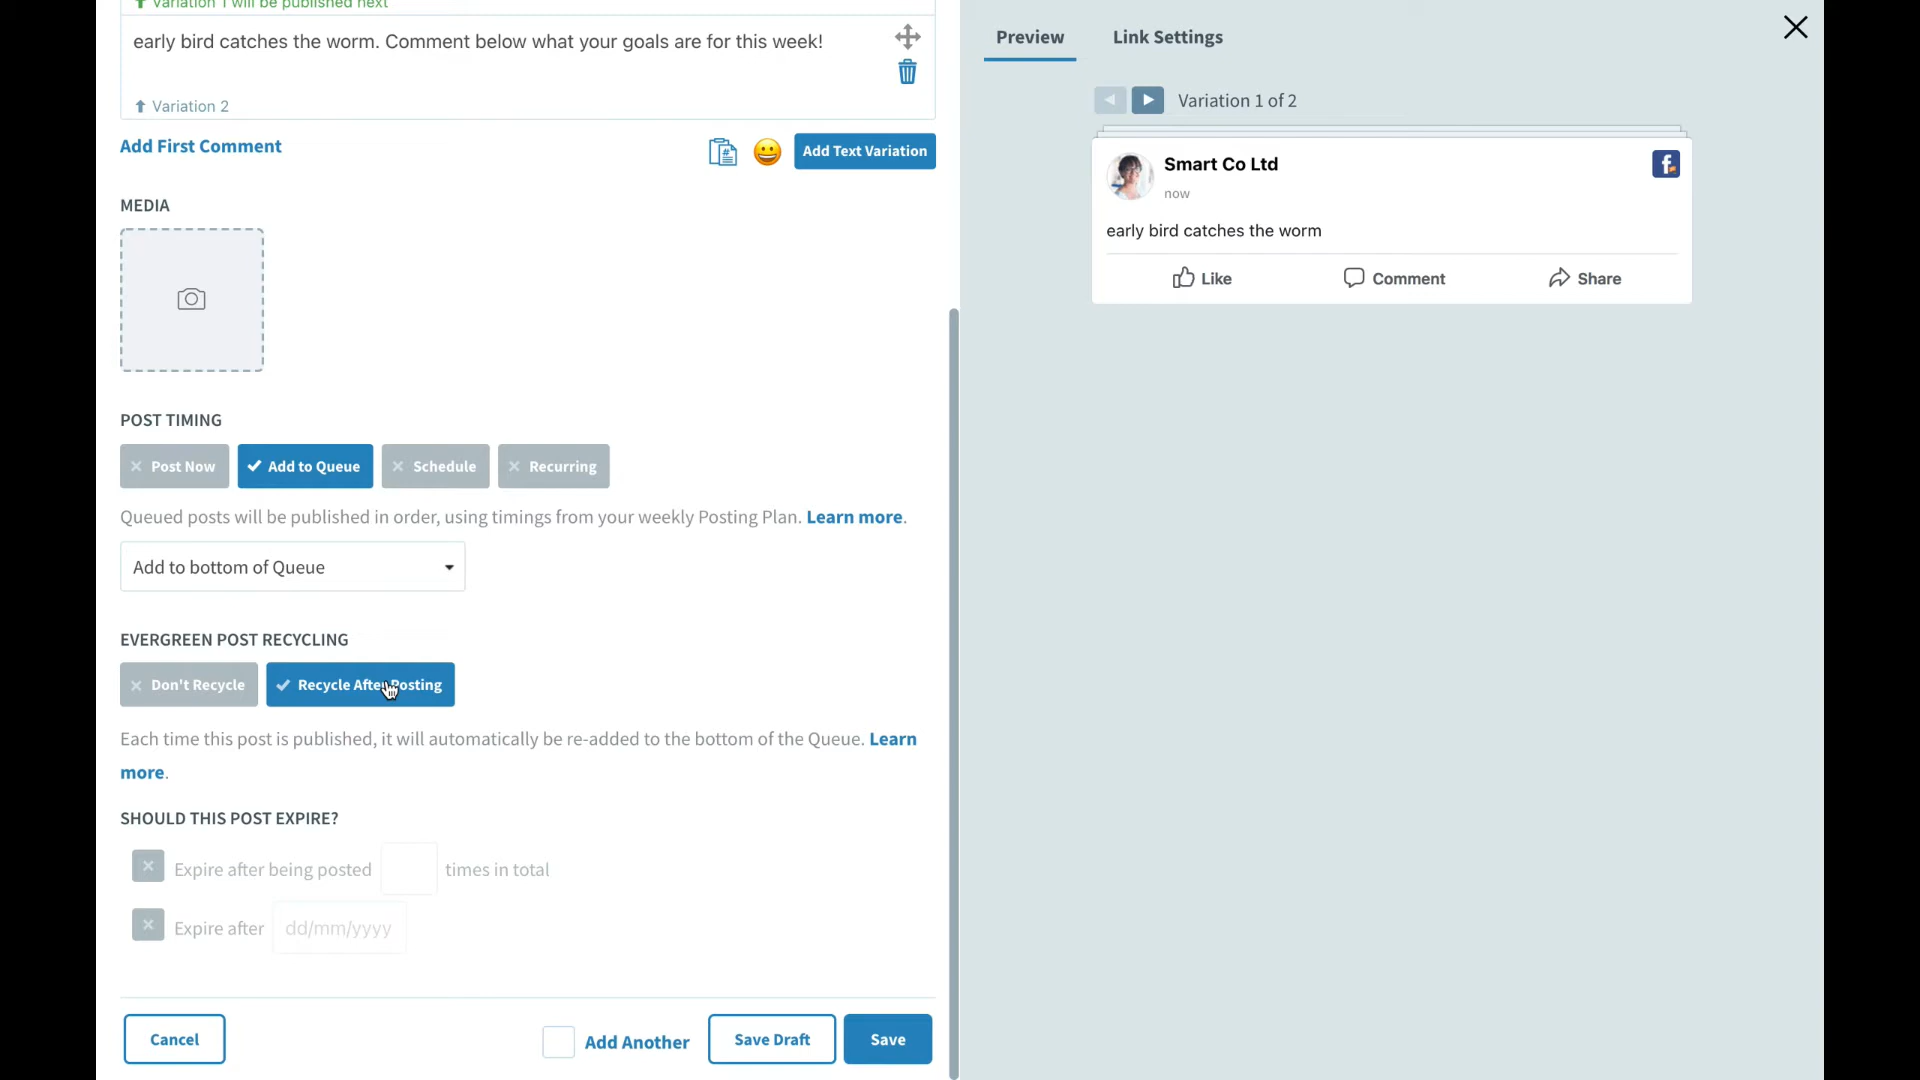 Variation 1 will be published next
early bird catches the worm. Comment below what your goals are for this week!
Variation 2
Add First Comment
Add Text Variation
MEDIA
POST TIMING
Post Now
Add to Queue
Schedule
Recurring
Queued posts will be published in order, using timings from your weekly Posting Plan. Learn more.
Add to bottom of Queue
EVERGREEN POST RECYCLING
Don't Recycle
Recycle After Posting
Each time this post is published, it will automatically be re-added to the bottom of the Queue. Learn
more.
SHOULD THIS POST EXPIRE?
Expire after being posted times in total
Expire after dd/mm/yyyy
Cancel
Add Another
Save Draft
Save
Preview
Link Settings
Variation 1 of 2
Smart Co Ltd
now
early bird catches the worm
Like
Comment
Share